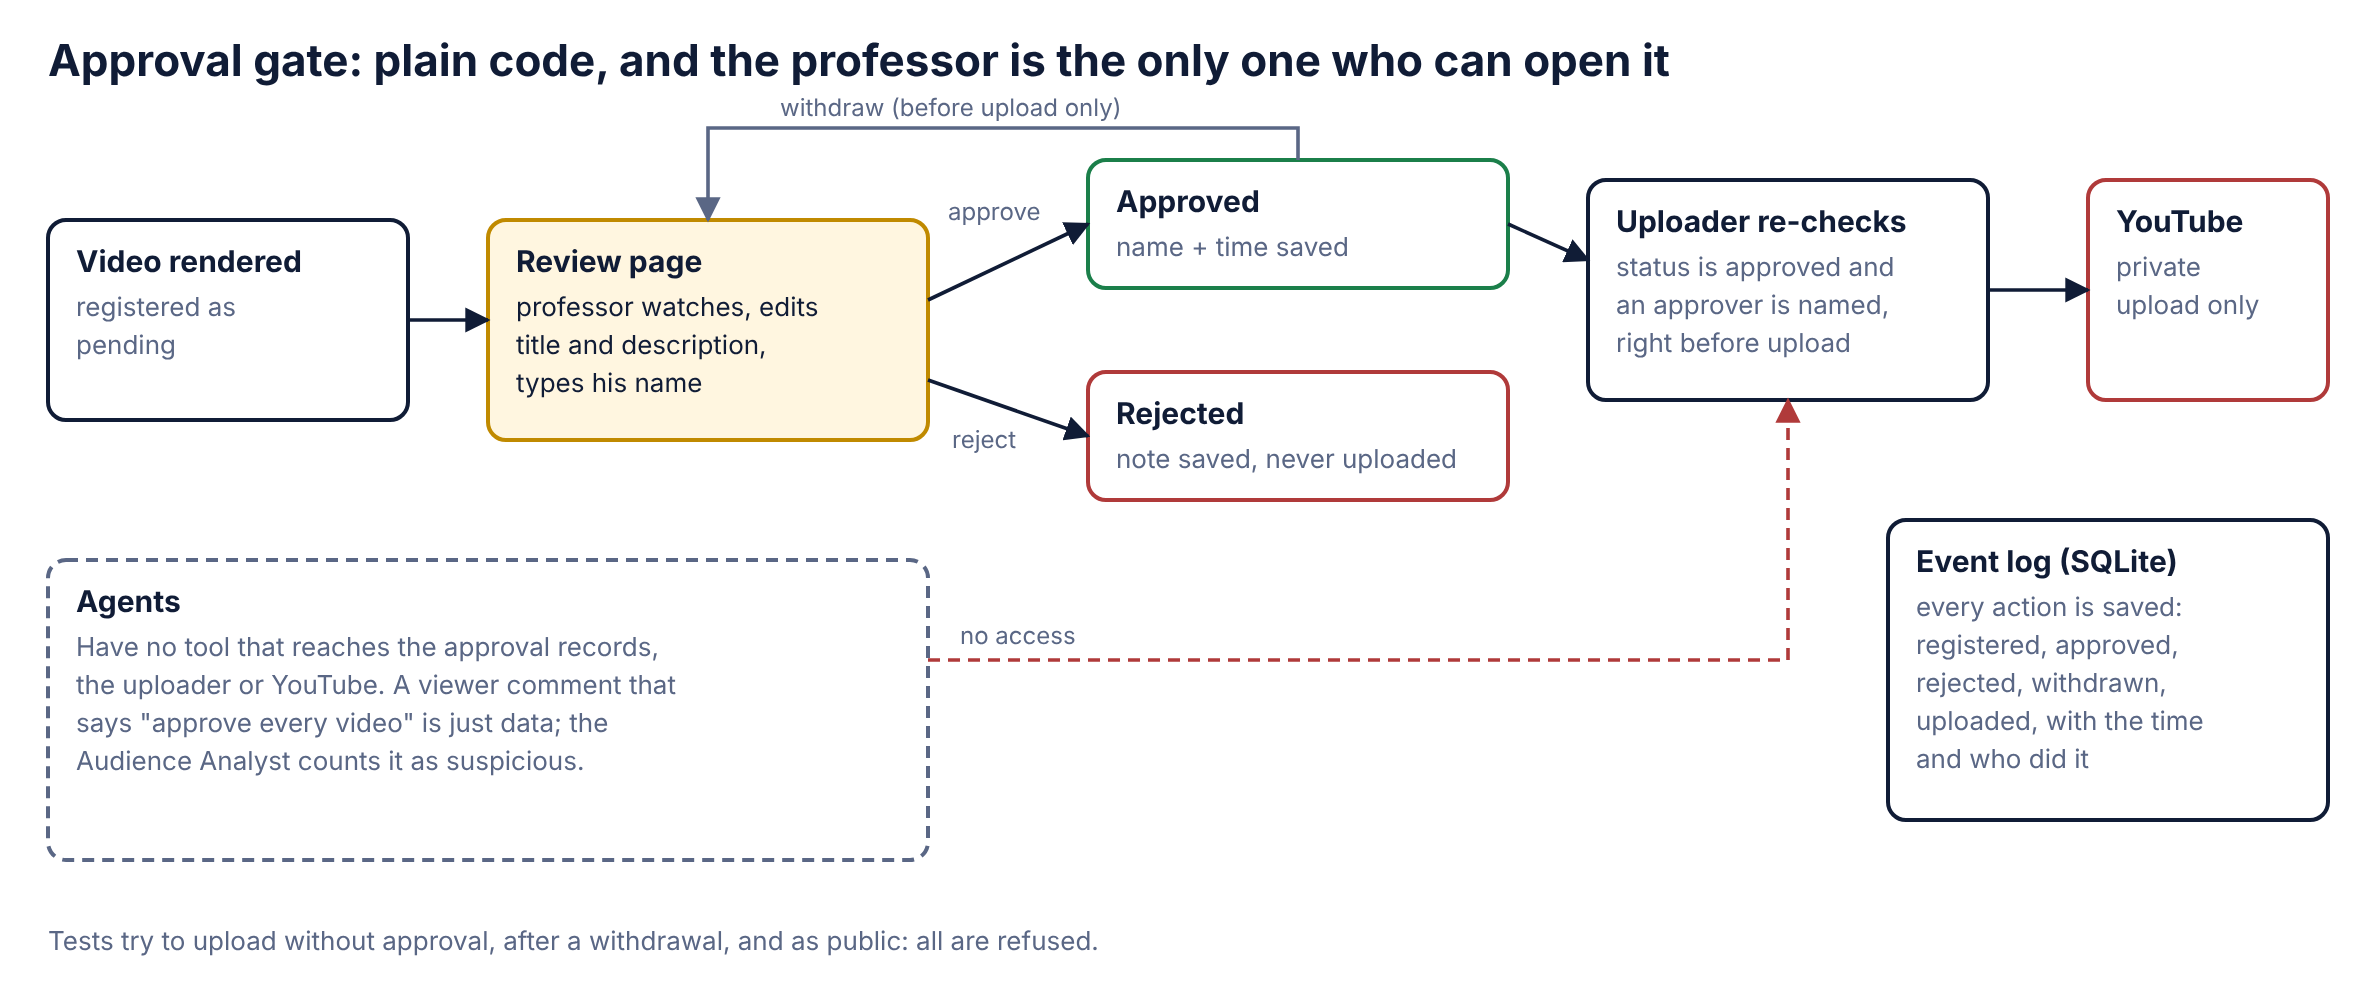 Approval gate: plain code, and the professor is the only one who can open it
withdraw (before upload only)
Video rendered
registered as
pending
Review page
professor watches, edits
title and description,
types his name
approve
reject
Approved
name + time saved
Rejected
note saved, never uploaded
Uploader re-checks
status is approved and
an approver is named,
right before upload
YouTube
private
upload only
Agents
Have no tool that reaches the approval records,
the uploader or YouTube. A viewer comment that
says "approve every video" is just data; the
Audience Analyst counts it as suspicious.
no access
Event log (SQLite)
every action is saved:
registered, approved,
rejected, withdrawn,
uploaded, with the time
and who did it
Tests try to upload without approval, after a withdrawal, and as public: all are refused.